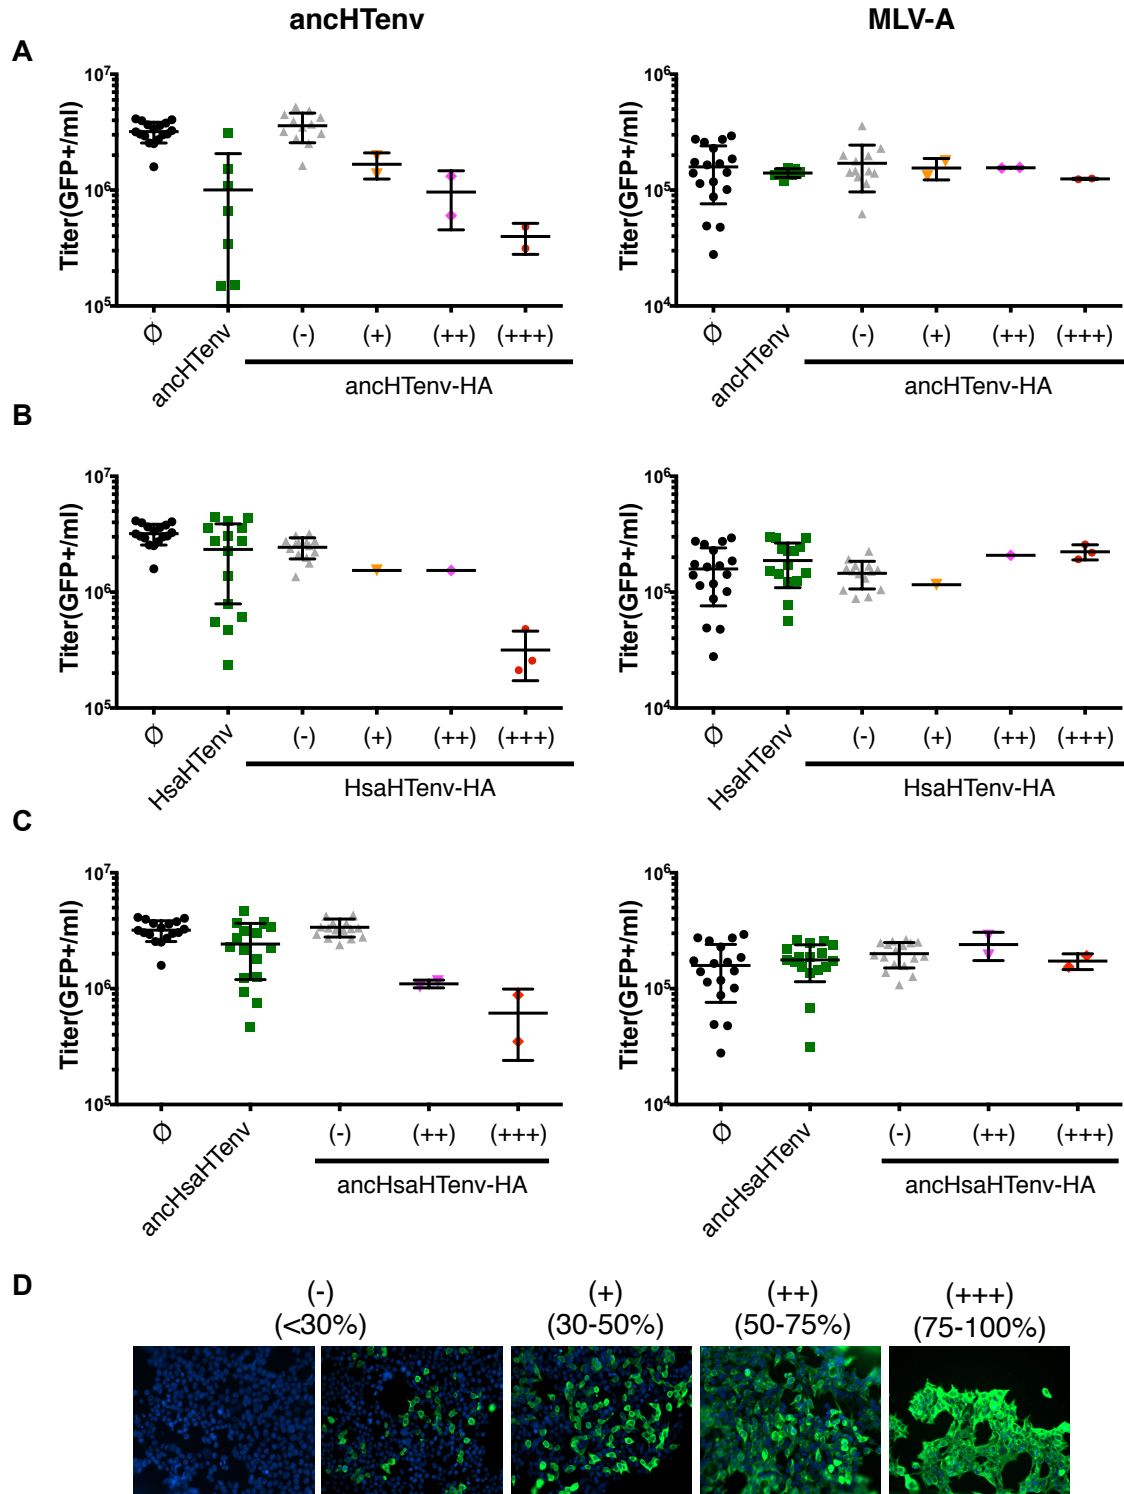 ancHTenv MLV-A
A
Titer(GFP+/ml)
10⁷
10⁶
10⁵
Ø ancHTenv (-) (+) (++) (+++)
ancHTenv-HA
Titer(GFP+/ml)
10⁶
10⁵
10⁴
Ø ancHTenv (-) (+) (++) (+++)
ancHTenv-HA
B
Titer(GFP+/ml)
10⁷
10⁶
10⁵
Ø HsaHTenv (-) (+) (++) (+++)
HsaHTenv-HA
Titer(GFP+/ml)
10⁶
10⁵
10⁴
Ø HsaHTenv (-) (+) (++) (+++)
HsaHTenv-HA
C
Titer(GFP+/ml)
10⁷
10⁶
10⁵
Ø ancHsaHTenv (-) (++) (+++)
ancHsaHTenv-HA
Titer(GFP+/ml)
10⁶
10⁵
10⁴
Ø ancHsaHTenv (-) (++) (+++)
ancHsaHTenv-HA
D
(-) (+) (++) (+++)
(<30%) (30-50%) (50-75%) (75-100%)